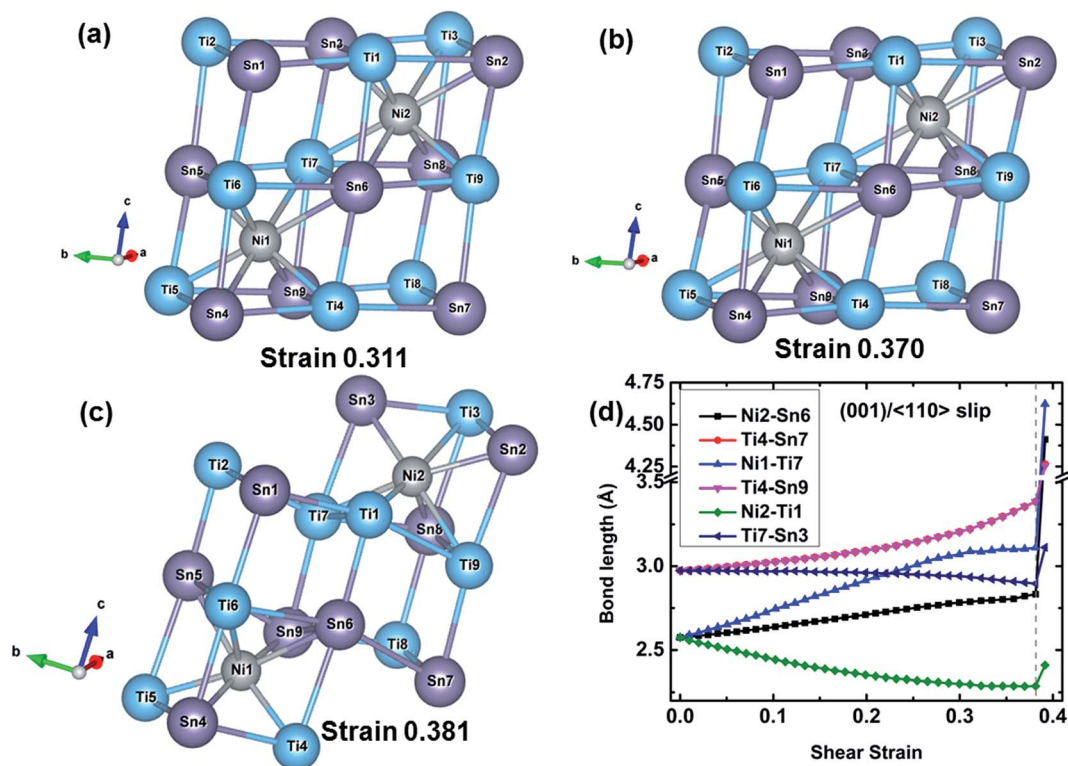 (a)
Ti2
Sn3
Ti3
Sn1
Ti1
Sn2
Ni2
Sn5
Ti7
Sn8
Ti6
Sn6
Ti9
Ni1
c
b
a
Ti5
Sn9
Ti8
Sn4
Ti4
Sn7
Strain 0.311
(b)
Ti2
Sn3
Ti3
Sn1
Ti1
Sn2
Ni2
Sn5
Ti7
Sn8
Ti6
Sn6
Ti9
Ni1
c
b
a
Ti5
Sn9
Ti8
Sn4
Ti4
Sn7
Strain 0.370
(c)
Sn3
Ti3
Sn2
Ti2
Sn1
Ni2
Ti7
Ti1
Sn8
Sn5
Ti9
Ti6
Sn9
Sn6
c
b
a
Ni1
Ti8
Sn7
Ti5
Sn4
Ti4
Strain 0.381
(d)
(001)/<110> slip
Ni2-Sn6
Ti4-Sn7
Ni1-Ti7
Ti4-Sn9
Ni2-Ti1
Ti7-Sn3
4.75
4.50
4.25
3.5
3.0
2.5
Bond length (Å)
0.0 0.1 0.2 0.3 0.4
Shear Strain